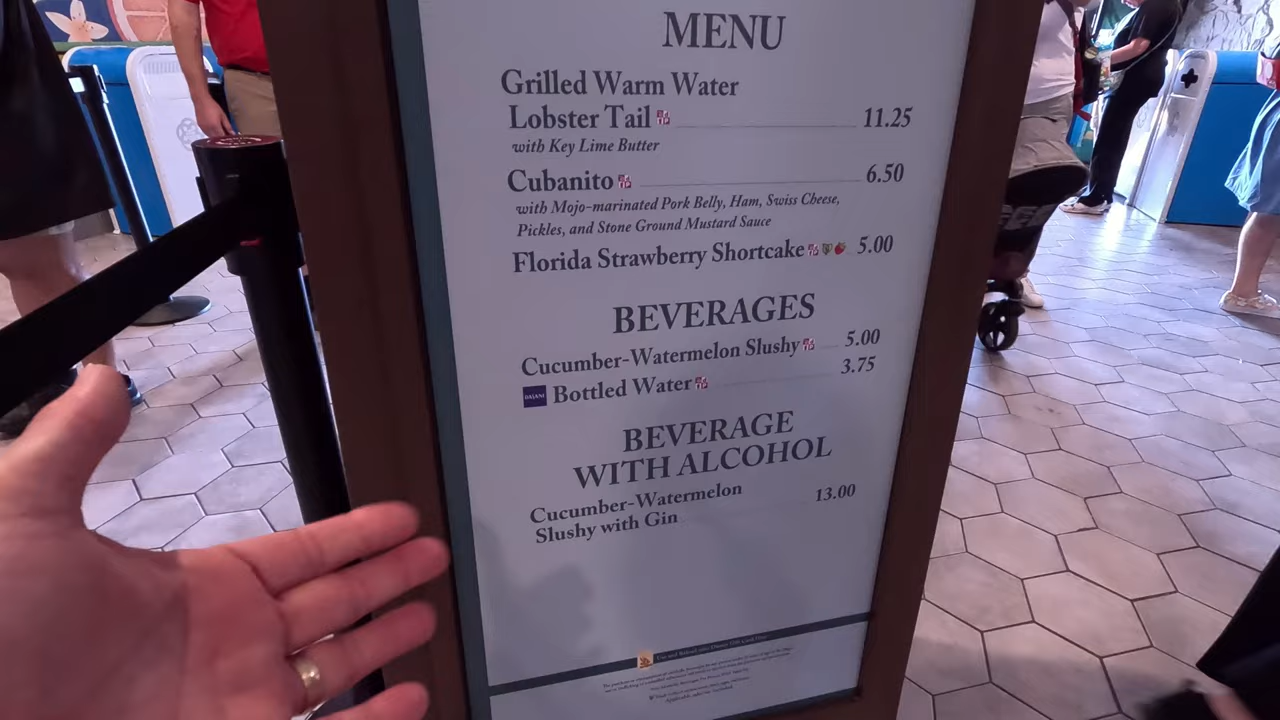 MENU
Grilled Warm Water
Lobster Tail 11.25
with Key Lime Butter
Cubanito 6.50
with Mojo-marinated Pork Belly, Ham, Swiss Cheese,
Pickles, and Stone Ground Mustard Sauce
Florida Strawberry Shortcake 5.00
BEVERAGES
Cucumber-Watermelon Slushy 5.00
DASANI Bottled Water 3.75
BEVERAGE
WITH ALCOHOL
Cucumber-Watermelon 13.00
Slushy with Gin